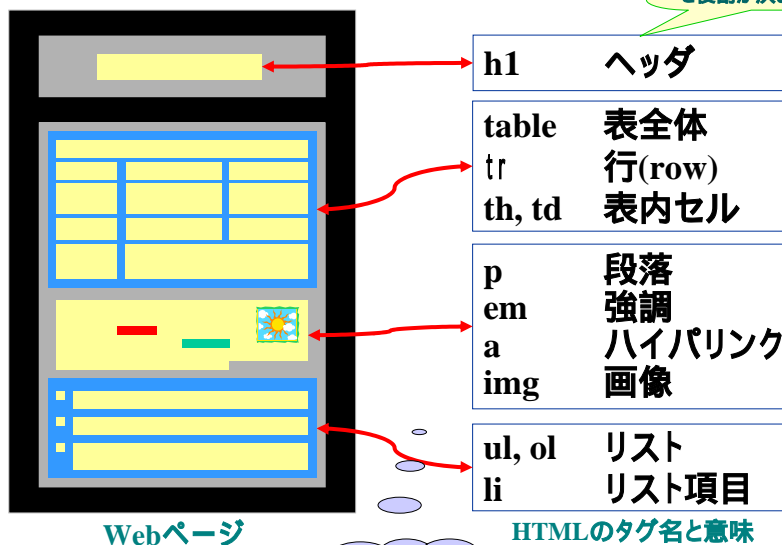 h1 ヘッダ
table 表全体
tr 行(row)
th, td 表内セル
p 段落
em 強調
a ハイパリンク
img 画像
ul, ol リスト
li リスト項目
Webページ
HTMLのタグ名と意味